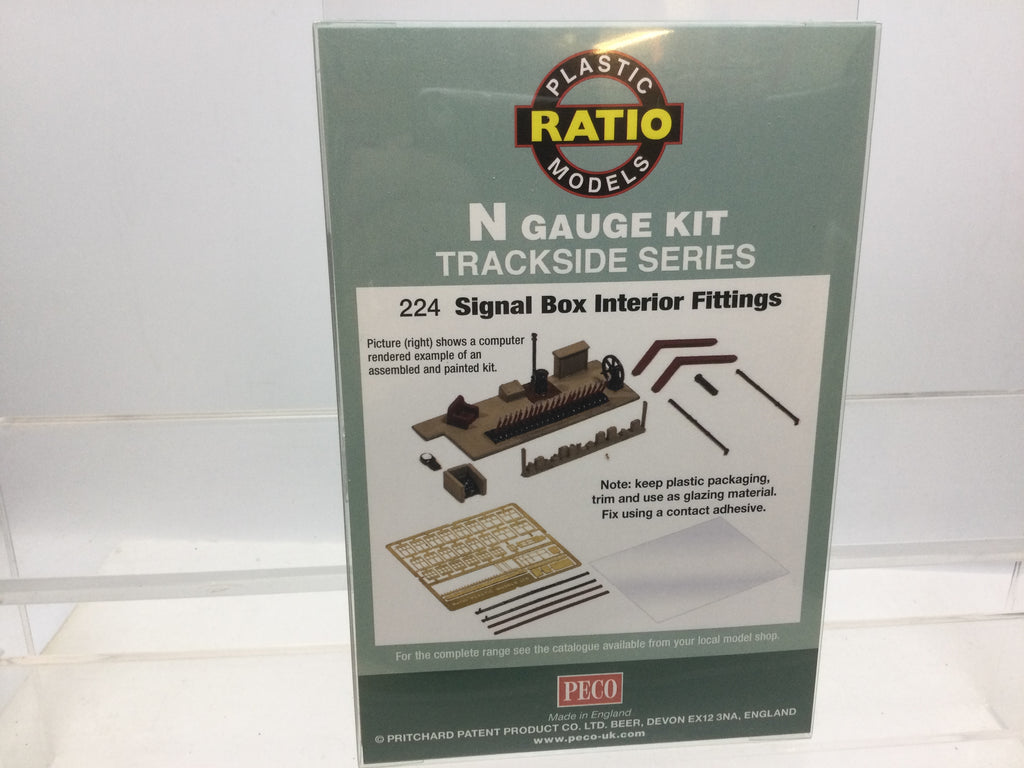 PLASTIC
RATIO
MODELS
N GAUGE KIT
TRACKSIDE SERIES
224 Signal Box Interior Fittings
Picture (right) shows a computer
rendered example of an
assembled and painted kit.
Note: keep plastic packaging,
trim and use as glazing material.
Fix using a contact adhesive.
For the complete range see the catalogue available from your local model shop.
PECO
Made in England
© PRITCHARD PATENT PRODUCT CO. LTD. BEER, DEVON EX12 3NA, ENGLAND
www.peco-uk.com